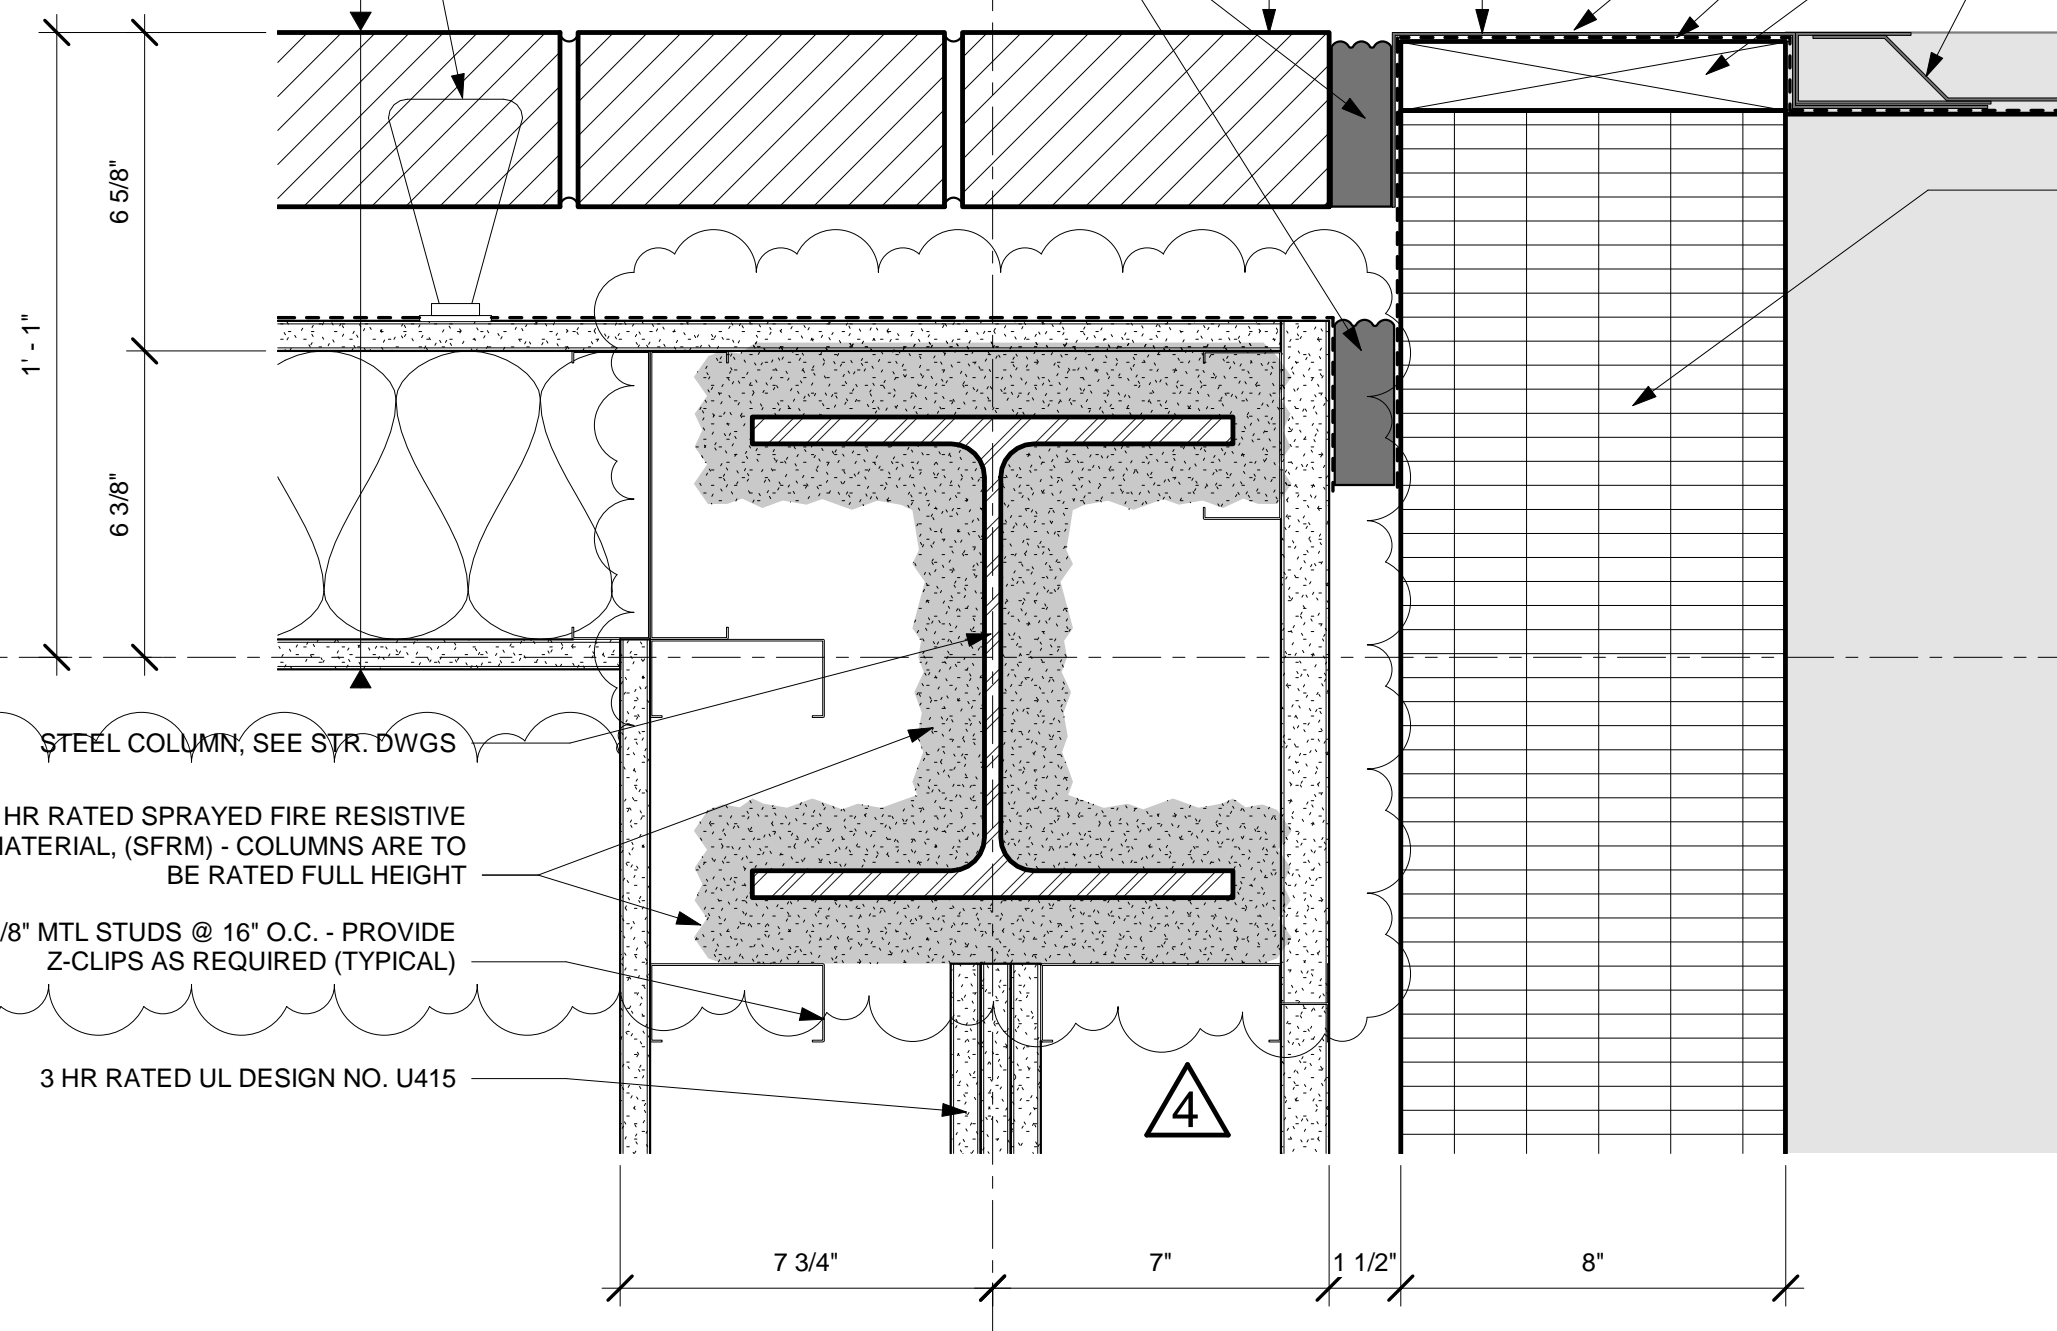 6 5/8"
1' - 1"
6 3/8"
STEEL COLUMN, SEE STR. DWGS
HR RATED SPRAYED FIRE RESISTIVE
MATERIAL, (SFRM) - COLUMNS ARE TO
BE RATED FULL HEIGHT
/8" MTL STUDS @ 16" O.C. - PROVIDE
Z-CLIPS AS REQUIRED (TYPICAL)
3 HR RATED UL DESIGN NO. U415
4
7 3/4"
7"
1 1/2"
8"